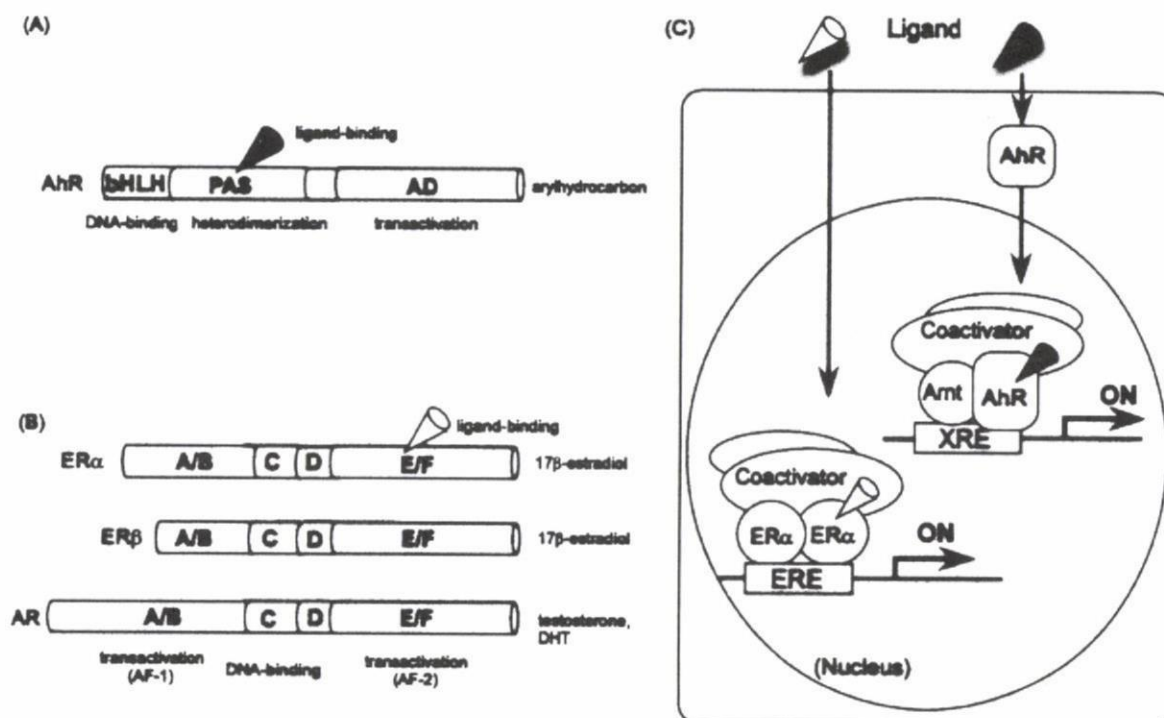 (A)
ligand-binding
AhR bHLH PAS AD arylhydrocarbon
DNA-binding heterodimerization transactivation
(B)
ligand-binding
ERα A/B C D E/F 17β-estradiol
ERβ A/B C D E/F 17β-estradiol
AR A/B C D E/F testosterone,
DHT
transactivation DNA-binding transactivation
(AF-1) (AF-2)
(C) Ligand
AhR
Coactivator
Arnt AhR ON
XRE
Coactivator
ERα ERα ON
ERE
(Nucleus)